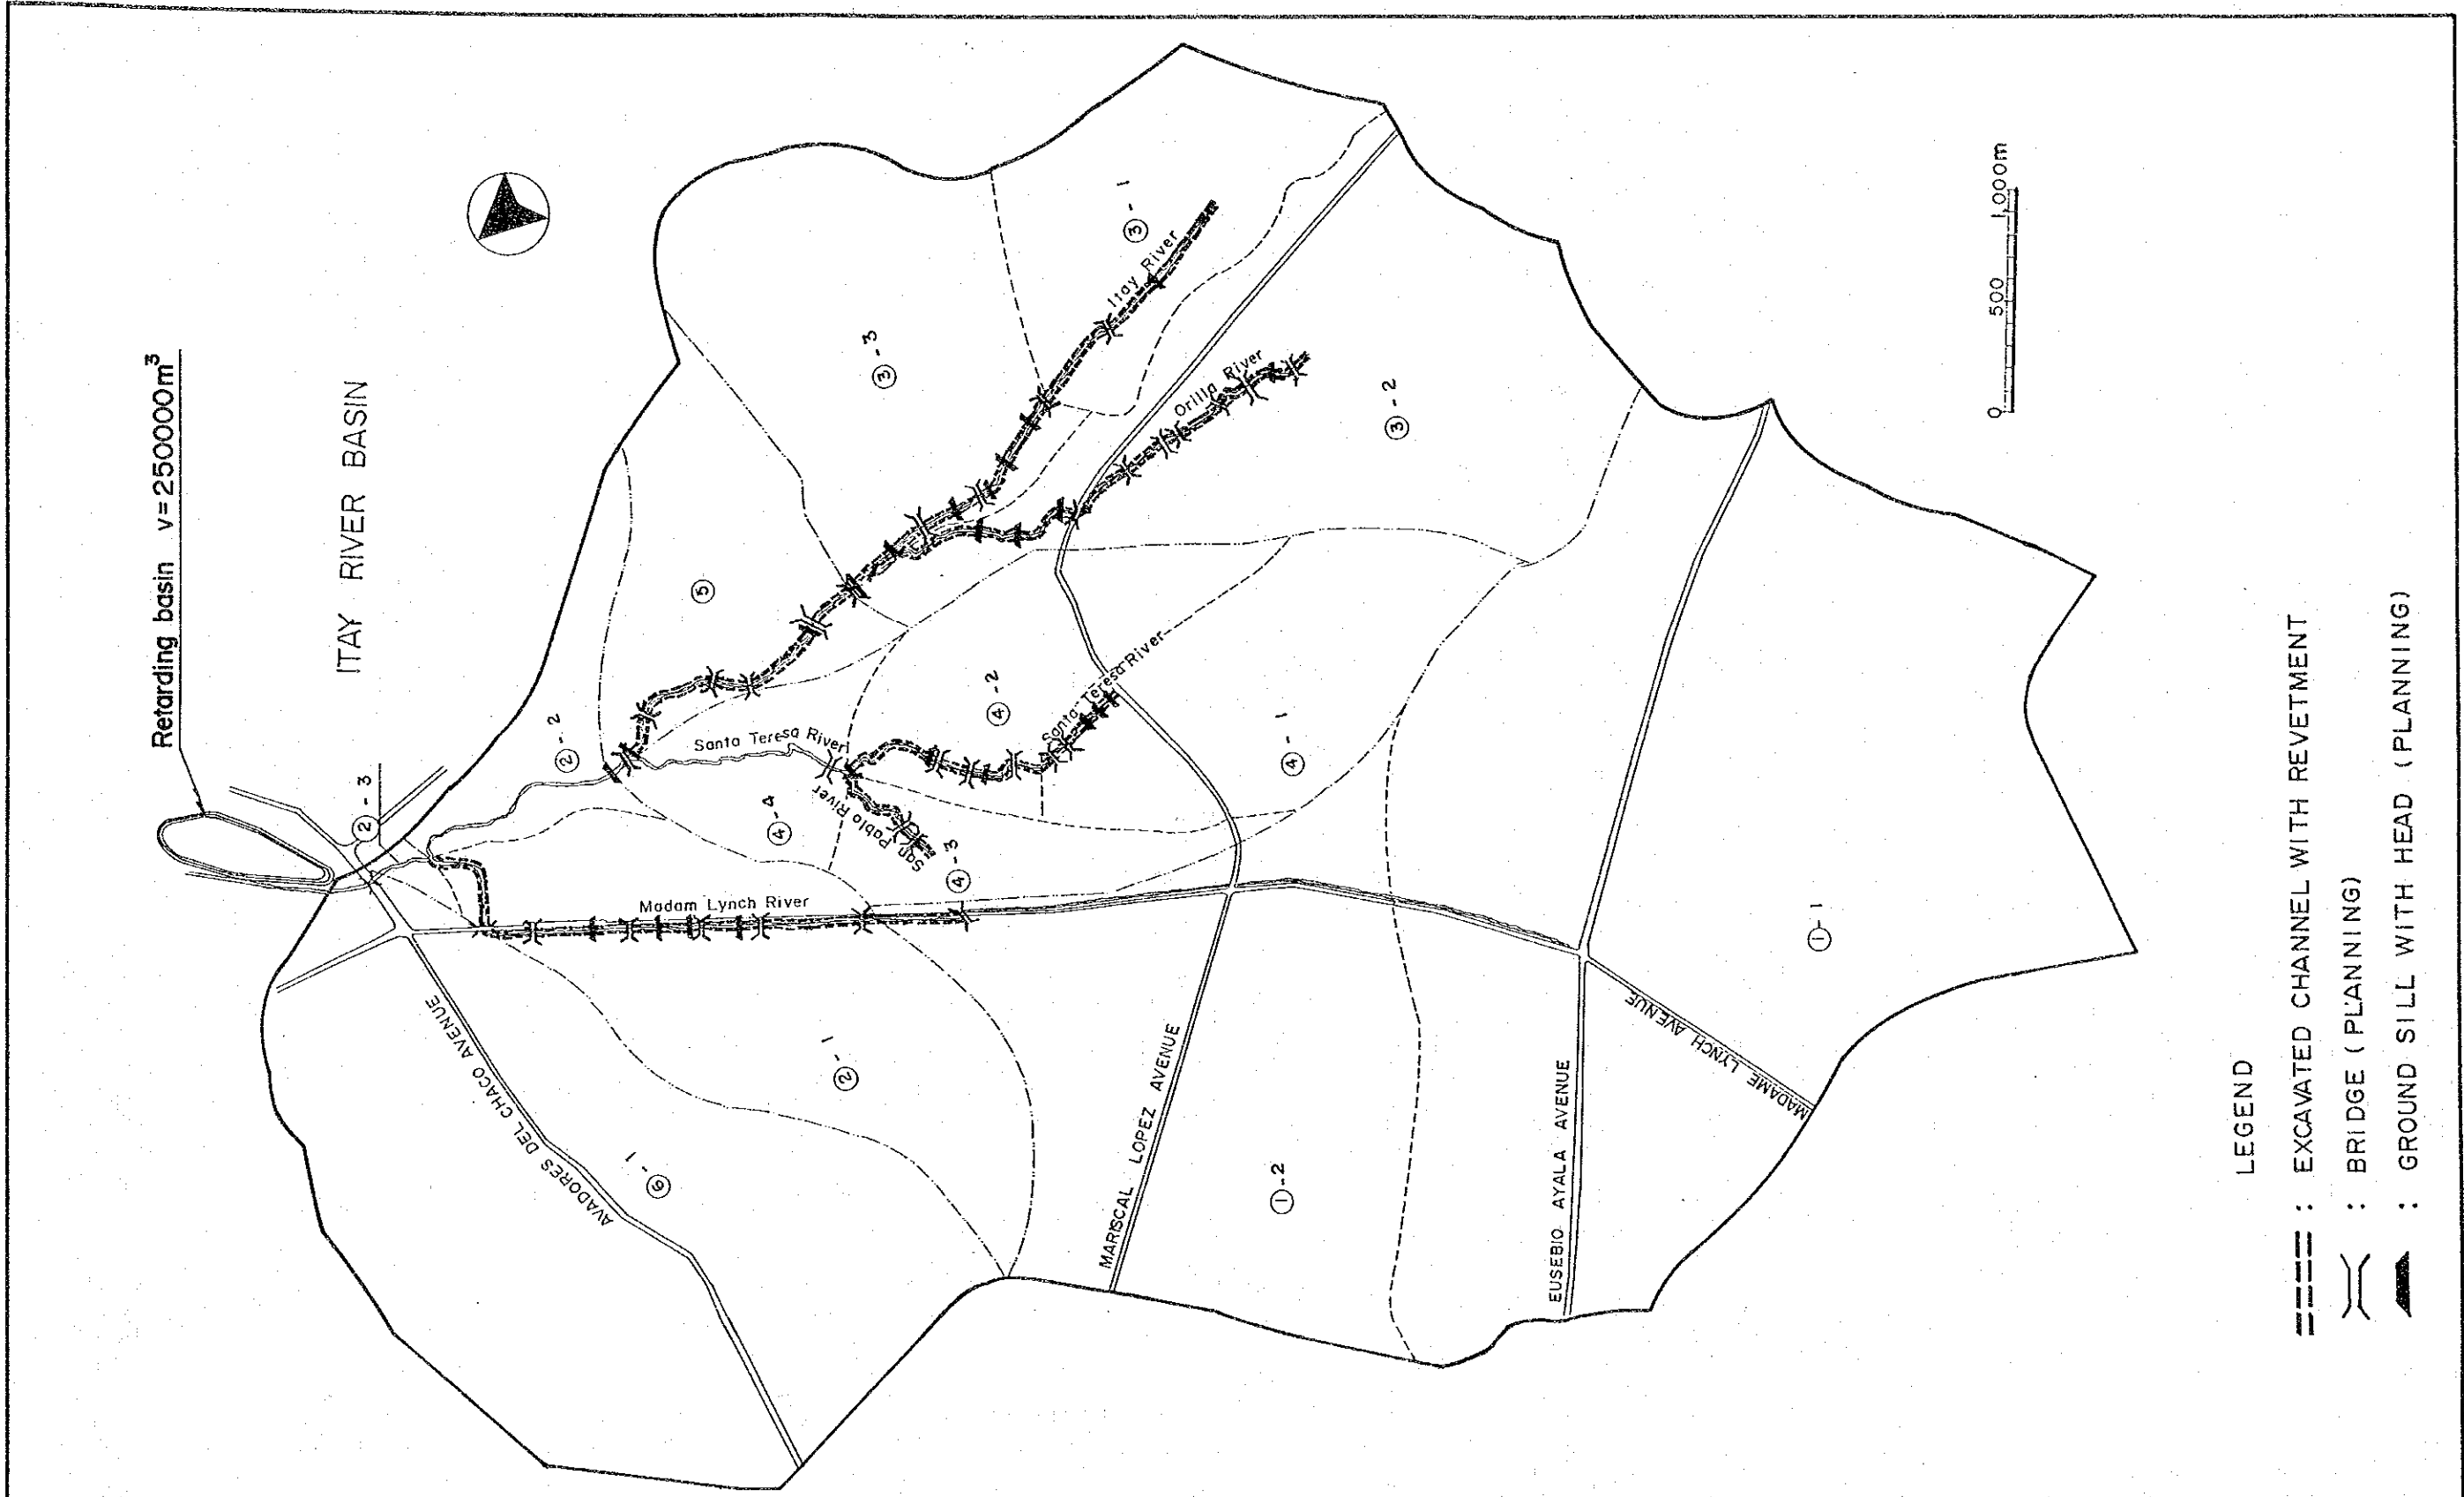 Retarding basin v=250000m³
ITAY RIVER BASIN
②-3
②-2
⑤
③-3
③-1
Itay River
Orilla River
③-2
Santa Teresa River
④-2
Santa Teresa River
④-1
④-4
San Pablo River
④-3
Madam Lynch River
②-1
⑥-1
AVADORES DEL CHACO AVENUE
MARISCAL LOPEZ AVENUE
①-2
EUSEBIO AYALA AVENUE
MADAME LYNCH AVENUE
①-1
0 500 1,000m
LEGEND
: EXCAVATED CHANNEL WITH REVETMENT
: BRIDGE (PLANNING)
: GROUND SILL WITH HEAD (PLANNING)